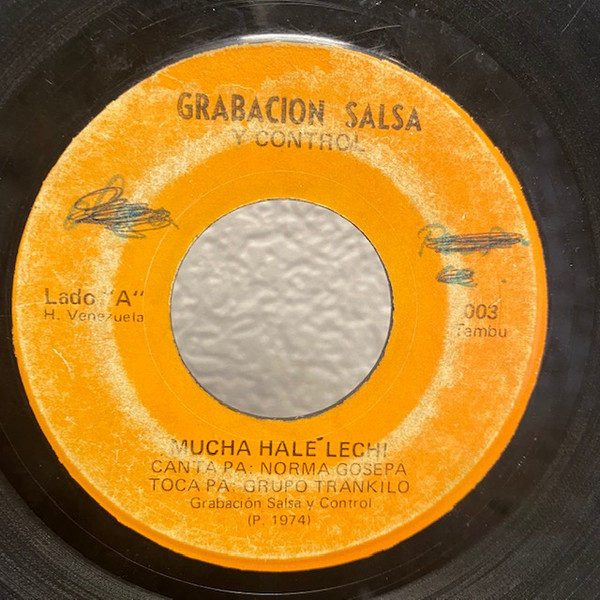 GRABACION SALSA
Y CONTROL
Lado "A"
H. Venezuela
003
Tambu
MUCHA HALE´LECHI
CANTA PA: NORMA GOSEPA
TOCA PA: GRUPO TRANKILO
Grabación Salsa y Control
(P. 1974)